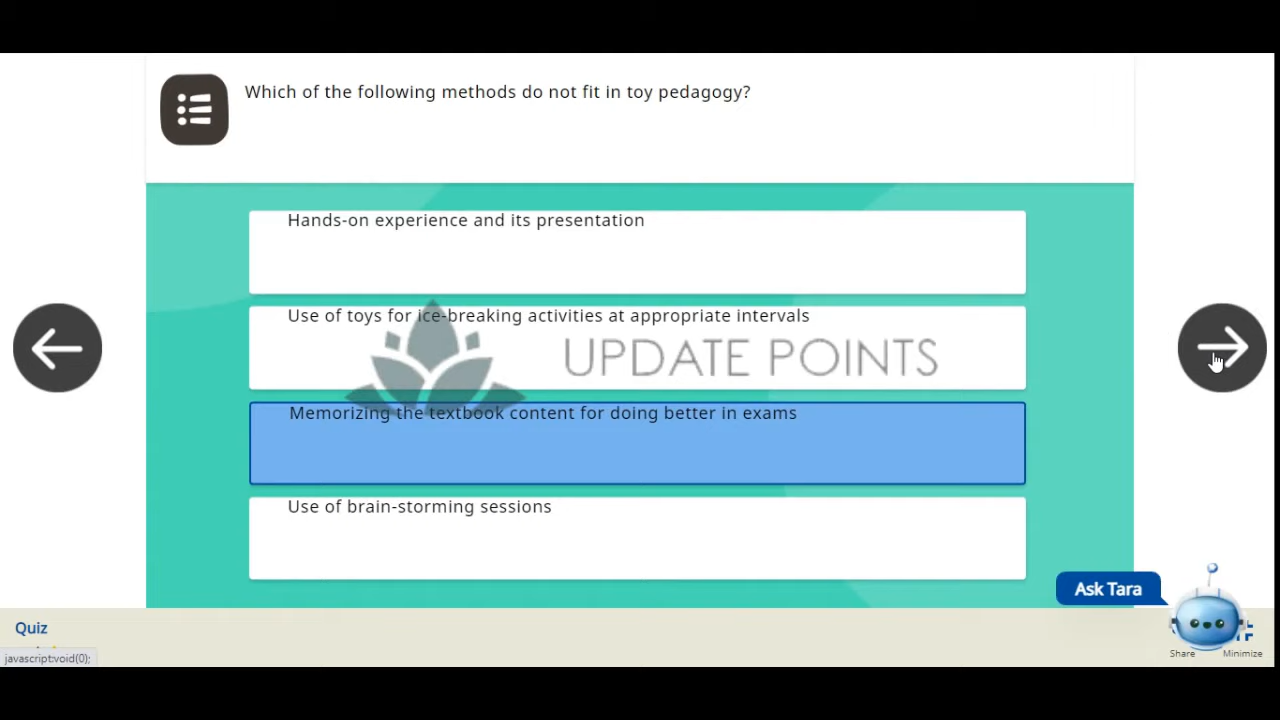 Which of the following methods do not fit in toy pedagogy?
Hands-on experience and its presentation
Use of toys for ice-breaking activities at appropriate intervals
UPDATE POINTS
Memorizing the textbook content for doing better in exams
Use of brain-storming sessions
Ask Tara
Quiz
javascript:void(0);
Share
Minimize